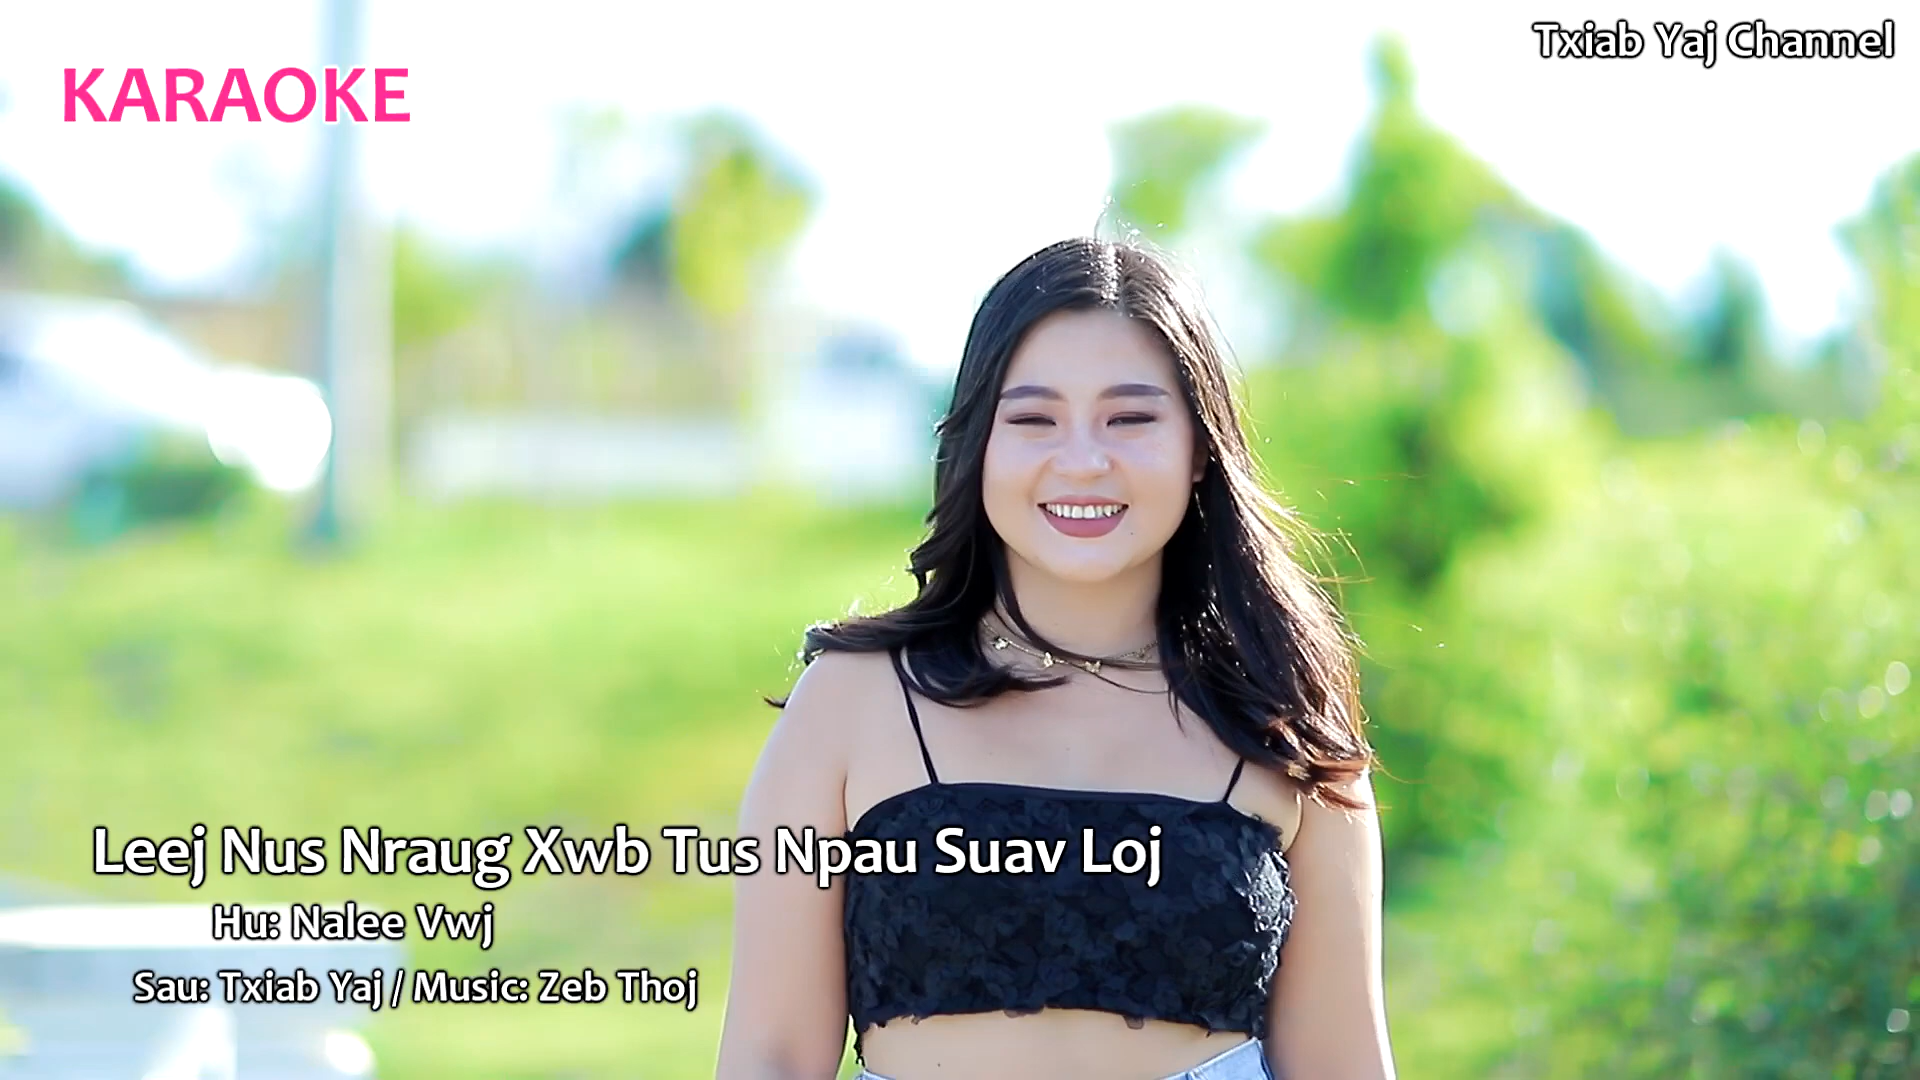 Txiab Yaj Channel
KARAOKE
Leej Nus Nraug Xwb Tus Npau Suav Loj
Hu: Nalee Vwj
Sau: Txiab Yaj / Music: Zeb Thoj